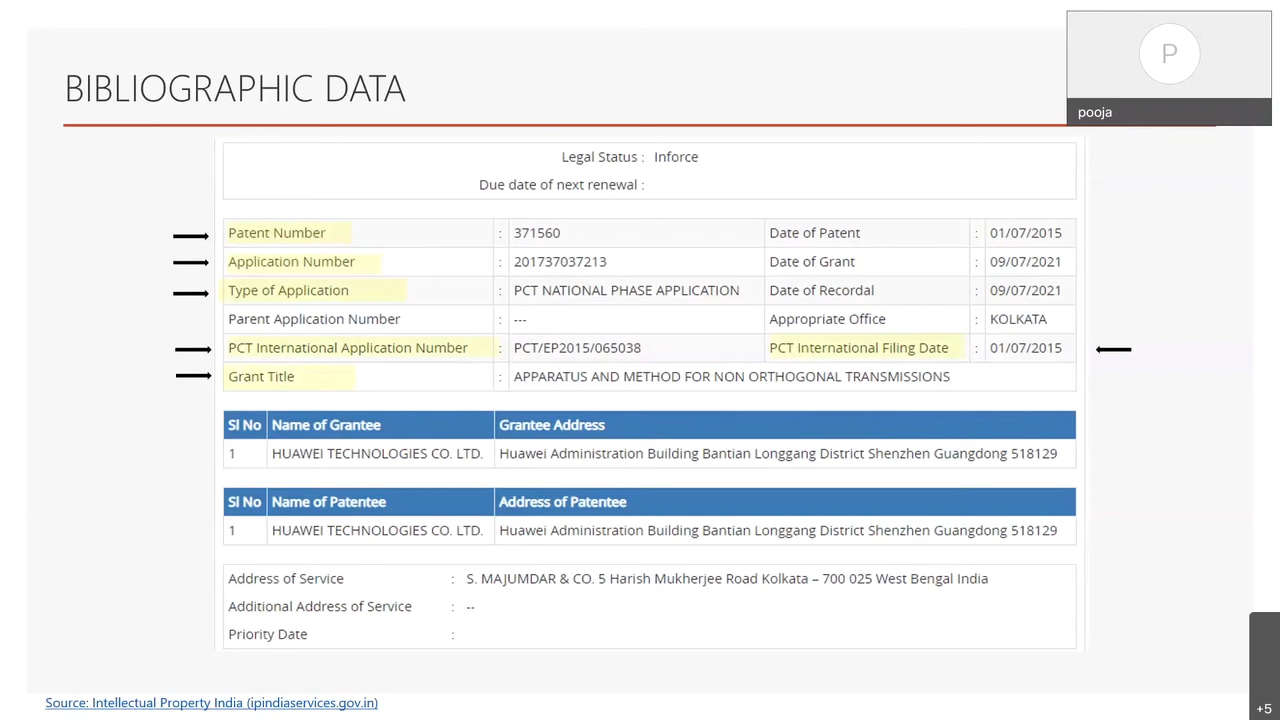 P
pooja
BIBLIOGRAPHIC DATA
Legal Status : Inforce
Due date of next renewal :
Patent Number : 371560 Date of Patent : 01/07/2015
Application Number : 201737037213 Date of Grant : 09/07/2021
Type of Application : PCT NATIONAL PHASE APPLICATION Date of Recordal : 09/07/2021
Parent Application Number : --- Appropriate Office : KOLKATA
PCT International Application Number : PCT/EP2015/065038 PCT International Filing Date : 01/07/2015
Grant Title : APPARATUS AND METHOD FOR NON ORTHOGONAL TRANSMISSIONS
Sl No Name of Grantee Grantee Address
1 HUAWEI TECHNOLOGIES CO. LTD. Huawei Administration Building Bantian Longgang District Shenzhen Guangdong 518129
Sl No Name of Patentee Address of Patentee
1 HUAWEI TECHNOLOGIES CO. LTD. Huawei Administration Building Bantian Longgang District Shenzhen Guangdong 518129
Address of Service : S. MAJUMDAR & CO. 5 Harish Mukherjee Road Kolkata – 700 025 West Bengal India
Additional Address of Service : --
Priority Date :
Source: Intellectual Property India (ipindiaservices.gov.in)
+5